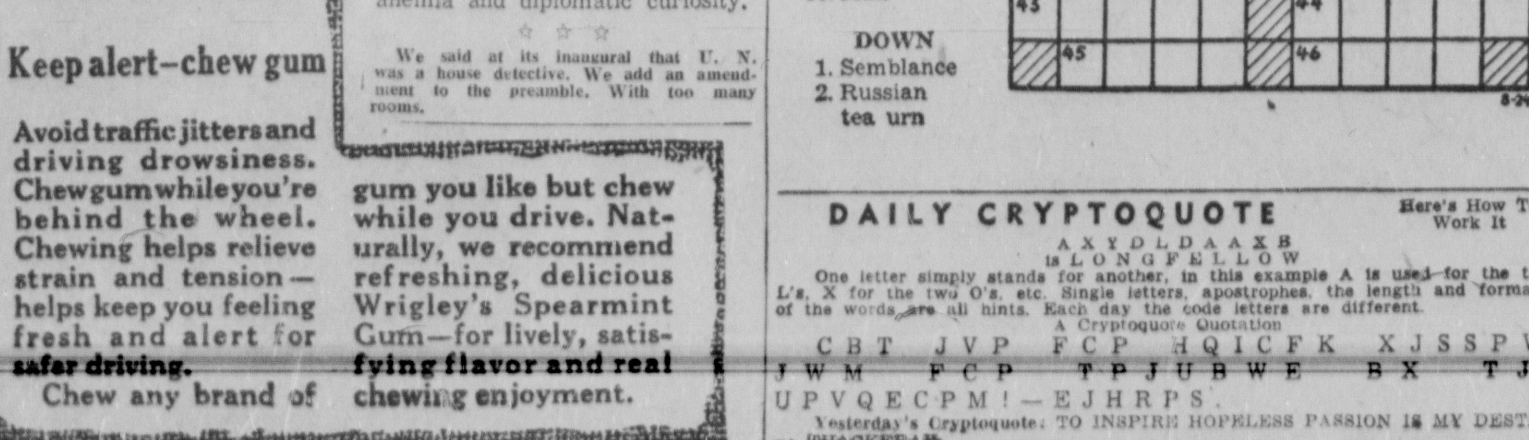 Keep alert—chew gum
Avoid traffic jitters and
driving drowsiness.
Chew gum while you're
behind the wheel.
Chewing helps relieve
strain and tension—
helps keep you feeling
fresh and alert for
safer driving.
Chew any brand of
gum you like but chew
while you drive. Nat-
urally, we recommend
refreshing, delicious
Wrigley's Spearmint
Gum—for lively, satis-
fying flavor and real
chewing enjoyment.
anemia and diplomatic curiosity.
☆ ☆ ☆
We said at its inaugural that U. N.
was a house detective. We add an amend-
ment to the preamble. With too many
rooms.
DOWN
1. Semblance
2. Russian
tea urn
43 44
45 46
DAILY CRYPTOQUOTE
Here's How
Work It
A X Y D L D A A X B
is L O N G F E L L O W
One letter simply stands for another, in this example A is used for the
L's, X for the two O's, etc. Single letters, apostrophes, the length and
of the words are all hints. Each day the code letters are different.
A Cryptoquote Quotation
C B T J V P F C P H Q I C F K X J S S P
J W M F C P T P J U B W E B X T J
U P V Q E C P M ! — E J H R P S .
Yesterday's Cryptoquote: TO INSPIRE HOPELESS PASSION IS MY